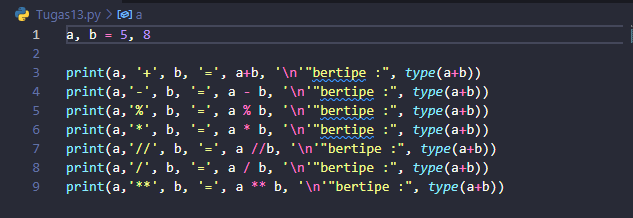 Tugas13.py > a
1 a, b = 5, 8
2
3 print(a, '+', b, '=', a+b, '\n'"bertipe :", type(a+b))
4 print(a,'-', b, '=', a - b, '\n'"bertipe :", type(a+b))
5 print(a,'%', b, '=', a % b, '\n'"bertipe :", type(a+b))
6 print(a,'*', b, '=', a * b, '\n'"bertipe :", type(a+b))
7 print(a,'//', b, '=', a //b, '\n'"bertipe :", type(a+b))
8 print(a,'/', b, '=', a / b, '\n'"bertipe :", type(a+b))
9 print(a,'**', b, '=', a ** b, '\n'"bertipe :", type(a+b))